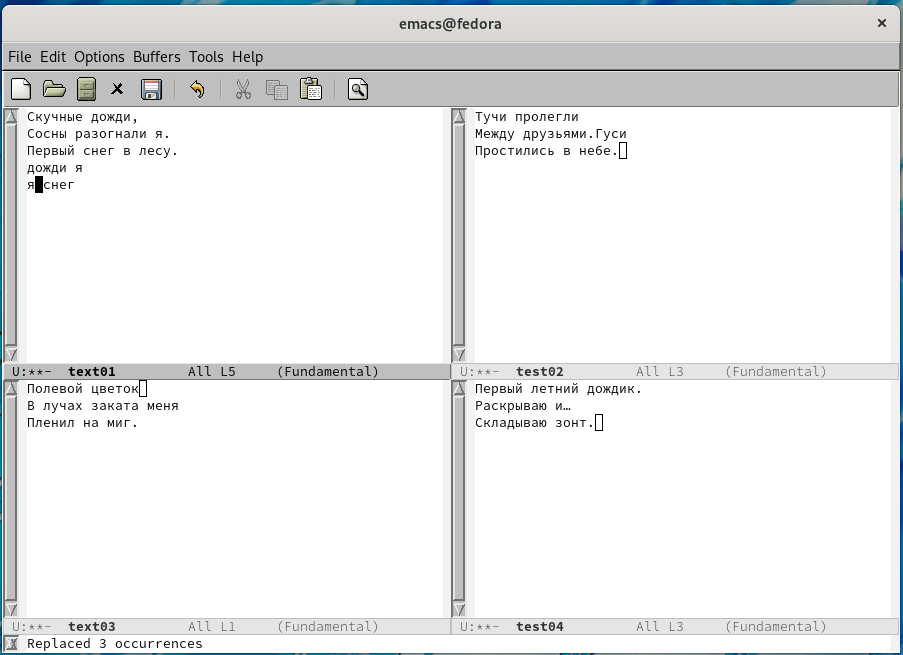 emacs@fedora
File Edit Options Buffers Tools Help
Скучные дожди,
Сосны разогнали я.
Первый снег в лесу.
дожди я
я снег
U:**- text01 All L5 (Fundamental)
Тучи пролегли
Между друзьями.Гуси
Простились в небе.
U:**- test02 All L3 (Fundamental)
Полевой цветок
В лучах заката меня
Пленил на миг.
U:**- text03 All L1 (Fundamental)
Первый летний дождик.
Раскрываю и…
Складываю зонт.
U:**- test04 All L3 (Fundamental)
Replaced 3 occurrences